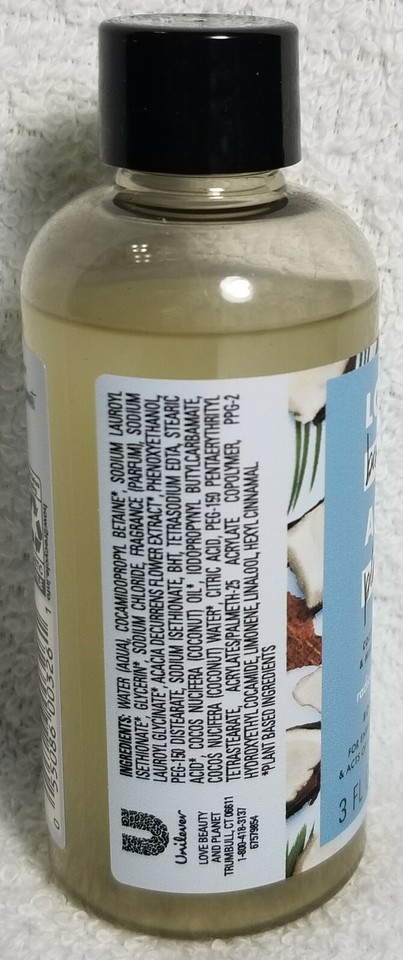 INGREDIENTS: WATER (AQUA), COCAMIDOPROPYL BETAINE*, SODIUM LAUROYL
ISETHIONATE*, GLYCERIN*, SODIUM CHLORIDE, FRAGRANCE (PARFUM), SODIUM
LAUROYL GLYCINATE*, ACACIA DECURRENS FLOWER EXTRACT*, PHENOXYETHANOL,
PEG-150 DISTEARATE, SODIUM ISETHIONATE*, BHT, TETRASODIUM EDTA, STEARIC
ACID*, COCOS NUCIFERA (COCONUT) OIL*, IODOPROPYNYL BUTYLCARBAMATE,
COCOS NUCIFERA (COCONUT) WATER*, CITRIC ACID, PEG-150 PENTAERYTHRITYL
TETRASTEARATE, ACRYLATES/PALMETH-25 ACRYLATE COPOLYMER, PPG-2
HYDROXYETHYL COCAMIDE, LIMONENE, LINALOOL, HEXYL CINNAMAL
*PLANT BASED INGREDIENTS
Unilever
LOVE BEAUTY
AND PLANET
TRUMBULL, CT 06611
1-800-418-3137
67579654
how2recycle.info
3 FL